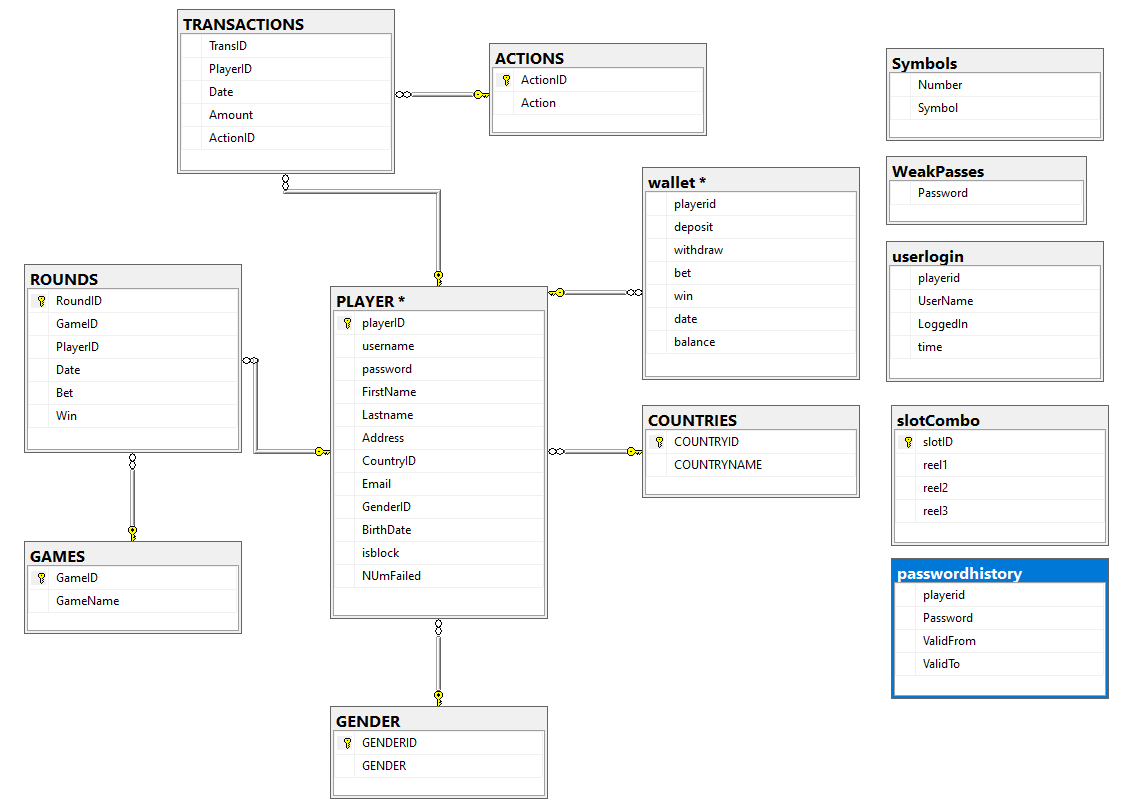 TRANSACTIONS
TransID
PlayerID
Date
Amount
ActionID
ACTIONS
ActionID
Action
Symbols
Number
Symbol
WeakPasses
Password
wallet *
playerid
deposit
withdraw
bet
win
date
balance
userlogin
playerid
UserName
LoggedIn
time
ROUNDS
RoundID
GameID
PlayerID
Date
Bet
Win
PLAYER *
playerID
username
password
FirstName
Lastname
Address
CountryID
Email
GenderID
BirthDate
isblock
NUmFailed
COUNTRIES
COUNTRYID
COUNTRYNAME
slotCombo
slotID
reel1
reel2
reel3
GAMES
GameID
GameName
passwordhistory
playerid
Password
ValidFrom
ValidTo
GENDER
GENDERID
GENDER